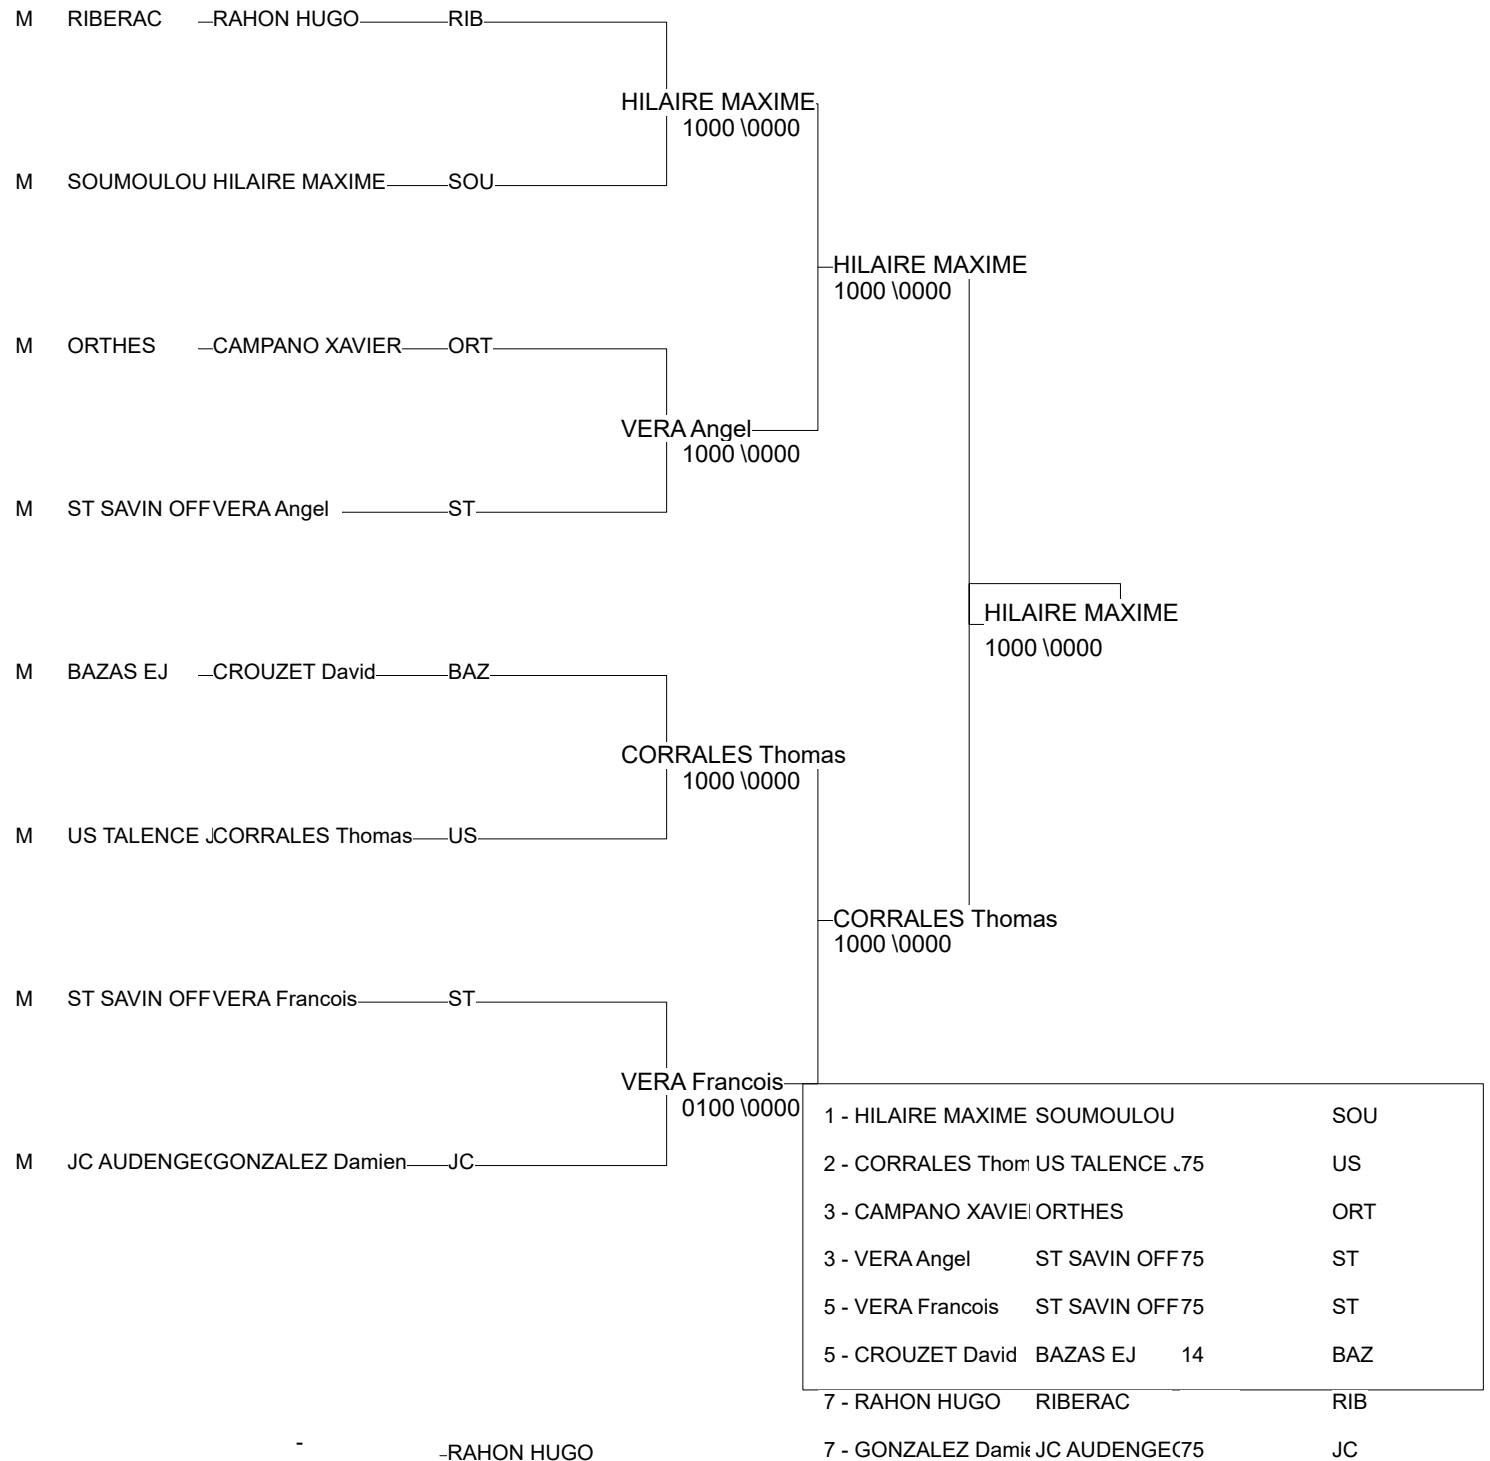 M RIBERAC RAHON HUGO RIB
HILAIRE MAXIME
1000 \0000
M SOUMOULOU HILAIRE MAXIME SOU
HILAIRE MAXIME
1000 \0000
M ORTHES CAMPANO XAVIER ORT
VERA Angel
1000 \0000
M ST SAVIN OFF VERA Angel ST
HILAIRE MAXIME
1000 \0000
M BAZAS EJ CROUZET David BAZ
CORRALES Thomas
1000 \0000
M US TALENCE J CORRALES Thomas US
CORRALES Thomas
1000 \0000
M ST SAVIN OFF VERA Francois ST
VERA Francois
0100 \0000
M JC AUDENGE GONZALEZ Damien JC
1 - HILAIRE MAXIME SOUMOULOU SOU
2 - CORRALES Thom US TALENCE 75 US
3 - CAMPANO XAVIE ORTHES ORT
3 - VERA Angel ST SAVIN OFF 75 ST
5 - VERA Francois ST SAVIN OFF 75 ST
5 - CROUZET David BAZAS EJ 14 BAZ
7 - RAHON HUGO RIBERAC RIB
7 - GONZALEZ Damie JC AUDENGE 75 JC
- RAHON HUGO